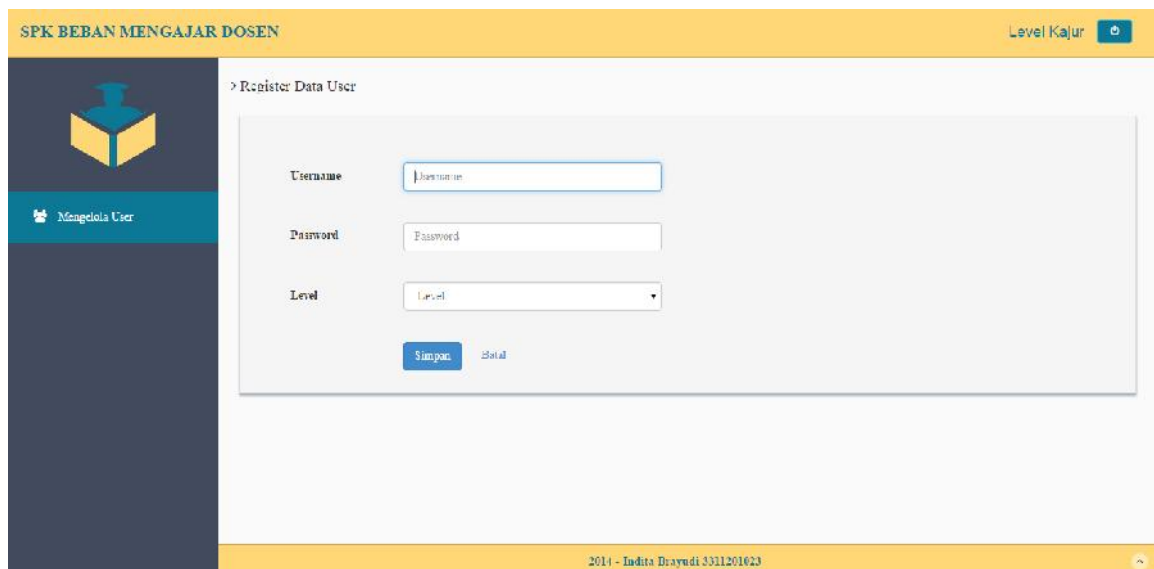 SPK BEBAN MENGAJAR DOSEN
Level Kajur
> Register Data User
Username
Username
Mengelola User
Password
Password
Level
Level
Simpan
Batal
2014 - Indita Brayudi 3311201023